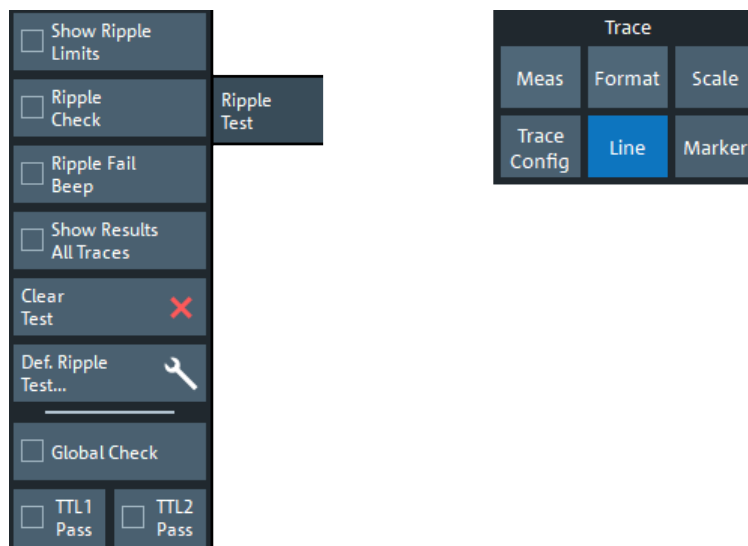 Show Ripple
Limits
Ripple
Check
Ripple
Test
Ripple Fail
Beep
Show Results
All Traces
Clear
Test
Def. Ripple
Test...
Global Check
TTL1
Pass
TTL2
Pass
Trace
Meas
Format
Scale
Trace
Config
Line
Marker